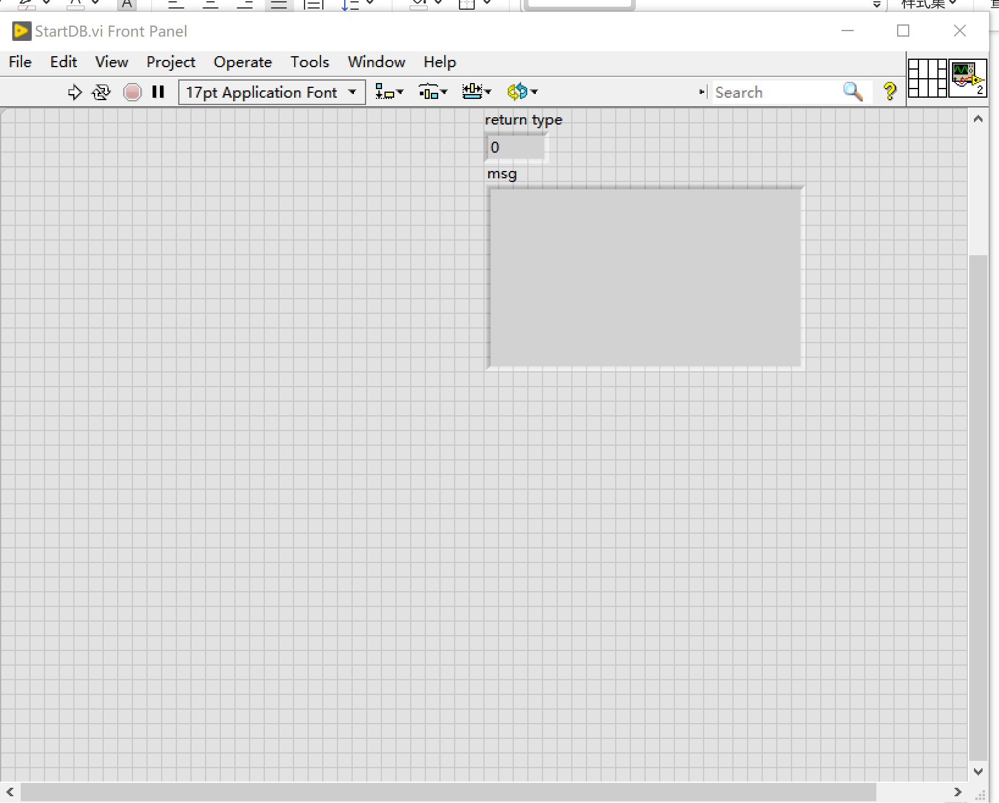 A
样式集
StartDB.vi Front Panel
File Edit View Project Operate Tools Window Help
17pt Application Font
Search
?
2
return type
0
msg